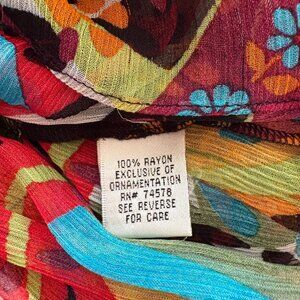 100% RAYON
EXCLUSIVE OF
ORNAMENTATION
RN# 74578
SEE REVERSE
FOR CARE